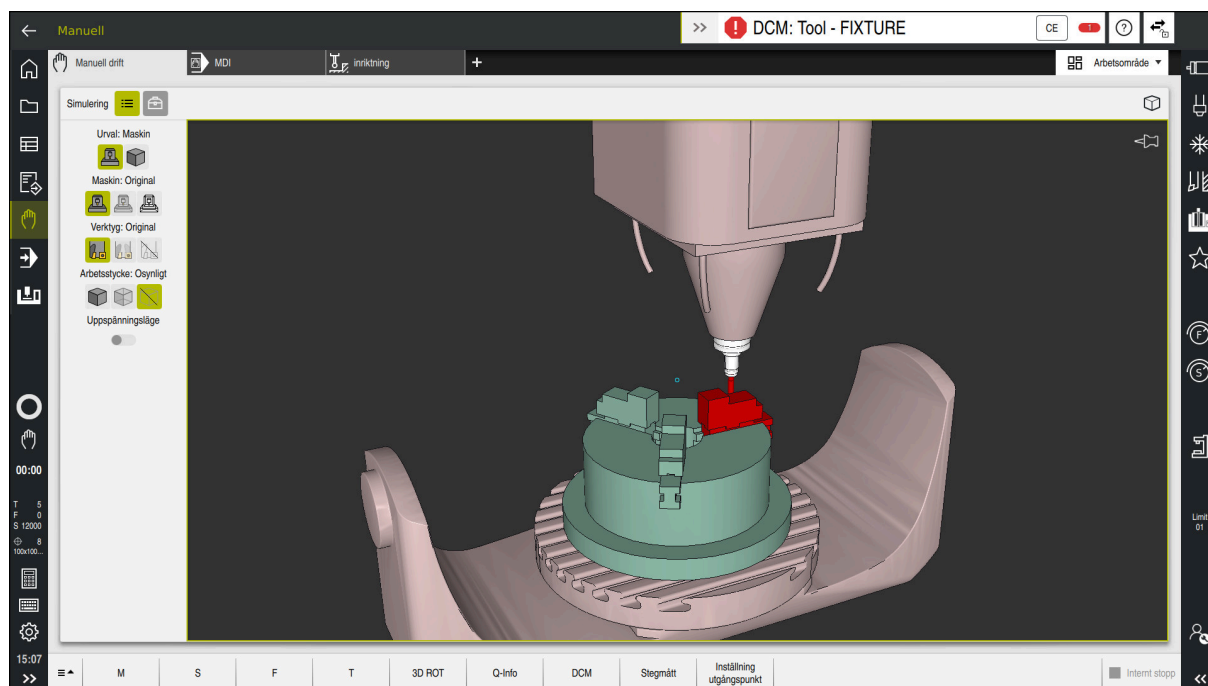 Manuell
DCM: Tool - FIXTURE
CE
1
Manuell drift
MDI
inriktning
Arbetsområde
Simulering
Urval: Maskin
Maskin: Original
Verktyg: Original
Arbetsstycke: Osynligt
Uppspänningsläge
F
S
00:00
T 5
F 0
S 12000
8
100x100...
Limit
01
15:07
M
S
F
T
3D ROT
Q-Info
DCM
Stegmått
Inställning
utgångspunkt
Internt stopp